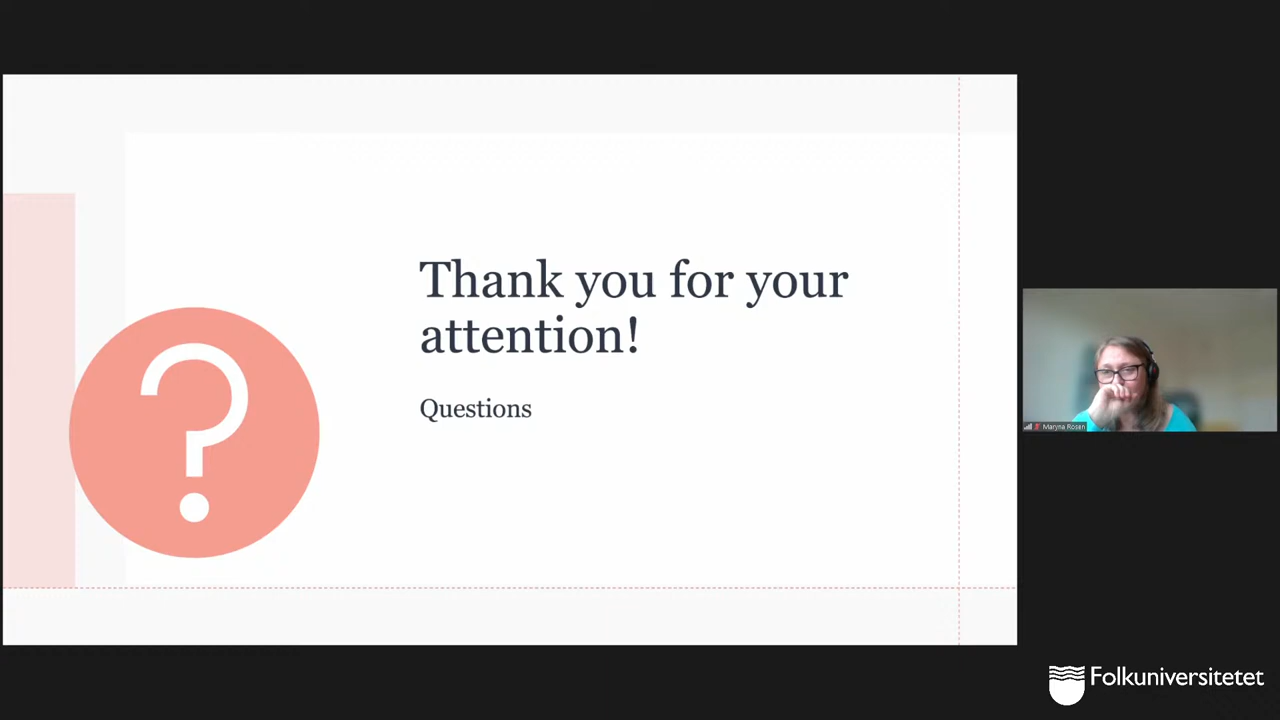 Thank you for your
attention!
Questions
Maryna Rosen
Folkuniversitetet